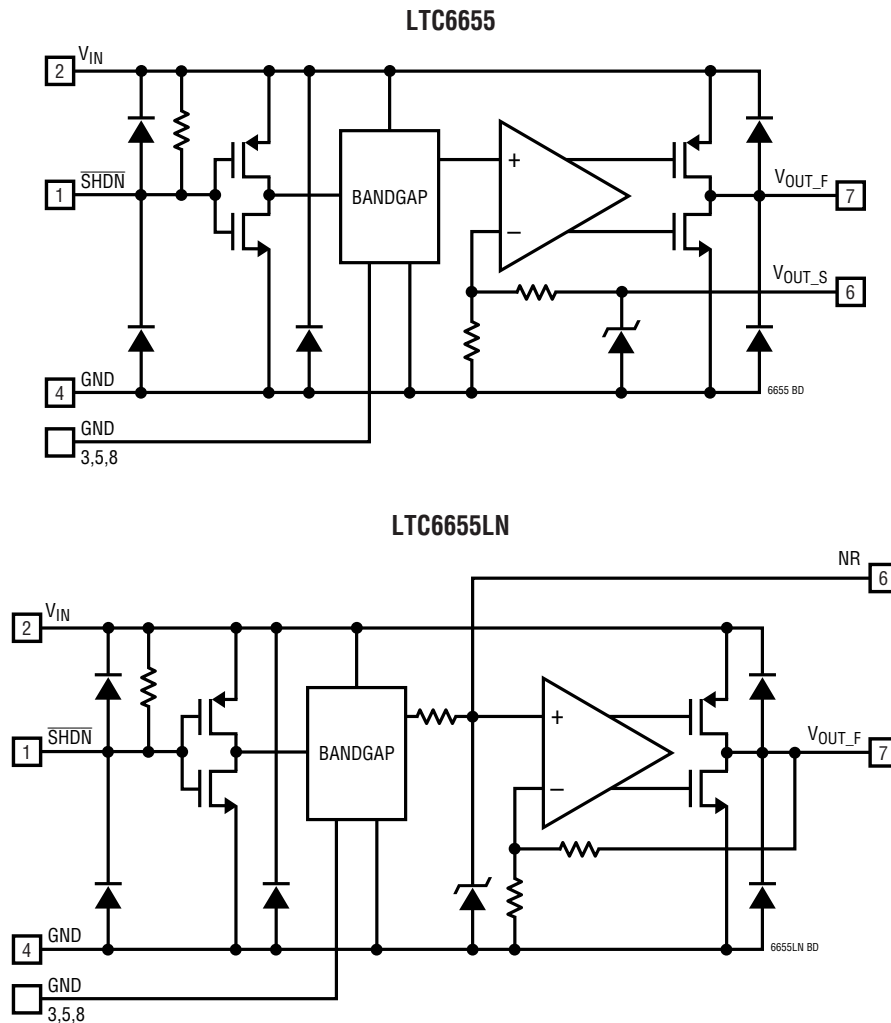 LTC6655
VIN
2
1
SHDN
BANDGAP
+
–
VOUT_F
7
VOUT_S
6
4
GND
6655 BD
GND
3,5,8
LTC6655LN
NR
6
VIN
2
1
SHDN
BANDGAP
+
–
VOUT_F
7
4
GND
6655LN BD
GND
3,5,8